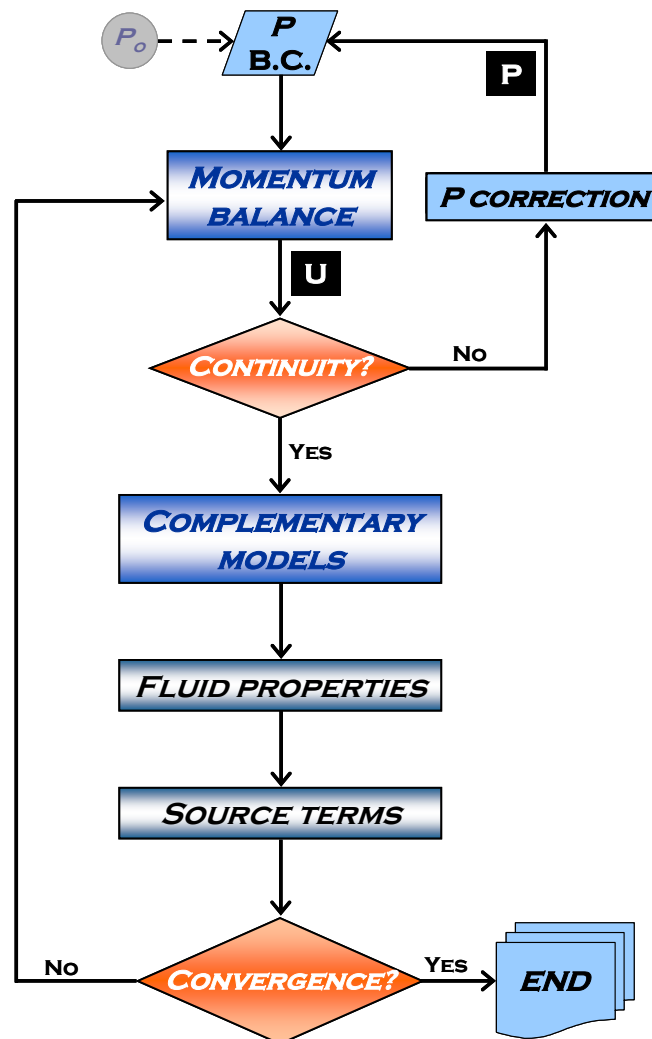 Po
P
B.C.
P
MOMENTUM
BALANCE
P CORRECTION
U
CONTINUITY?
NO
YES
COMPLEMENTARY
MODELS
FLUID PROPERTIES
SOURCE TERMS
CONVERGENCE?
NO
YES
END